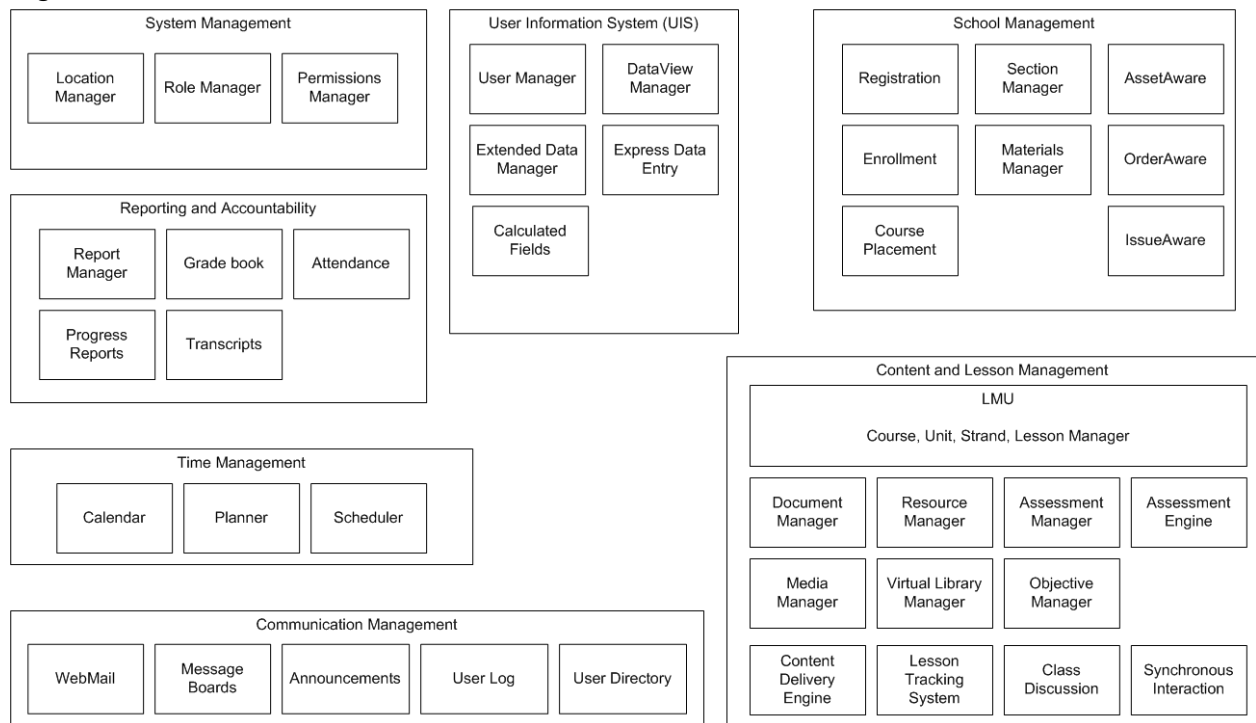 System Management
Location
Manager
Role Manager
Permissions
Manager
User Information System (UIS)
User Manager
DataView
Manager
Extended Data
Manager
Express Data
Entry
Calculated
Fields
School Management
Registration
Section
Manager
AssetAware
Enrollment
Materials
Manager
OrderAware
Course
Placement
IssueAware
Reporting and Accountability
Report
Manager
Grade book
Attendance
Progress
Reports
Transcripts
Content and Lesson Management
LMU
Course, Unit, Strand, Lesson Manager
Document
Manager
Resource
Manager
Assessment
Manager
Assessment
Engine
Media
Manager
Virtual Library
Manager
Objective
Manager
Content
Delivery
Engine
Lesson
Tracking
System
Class
Discussion
Synchronous
Interaction
Time Management
Calendar
Planner
Scheduler
Communication Management
WebMail
Message
Boards
Announcements
User Log
User Directory